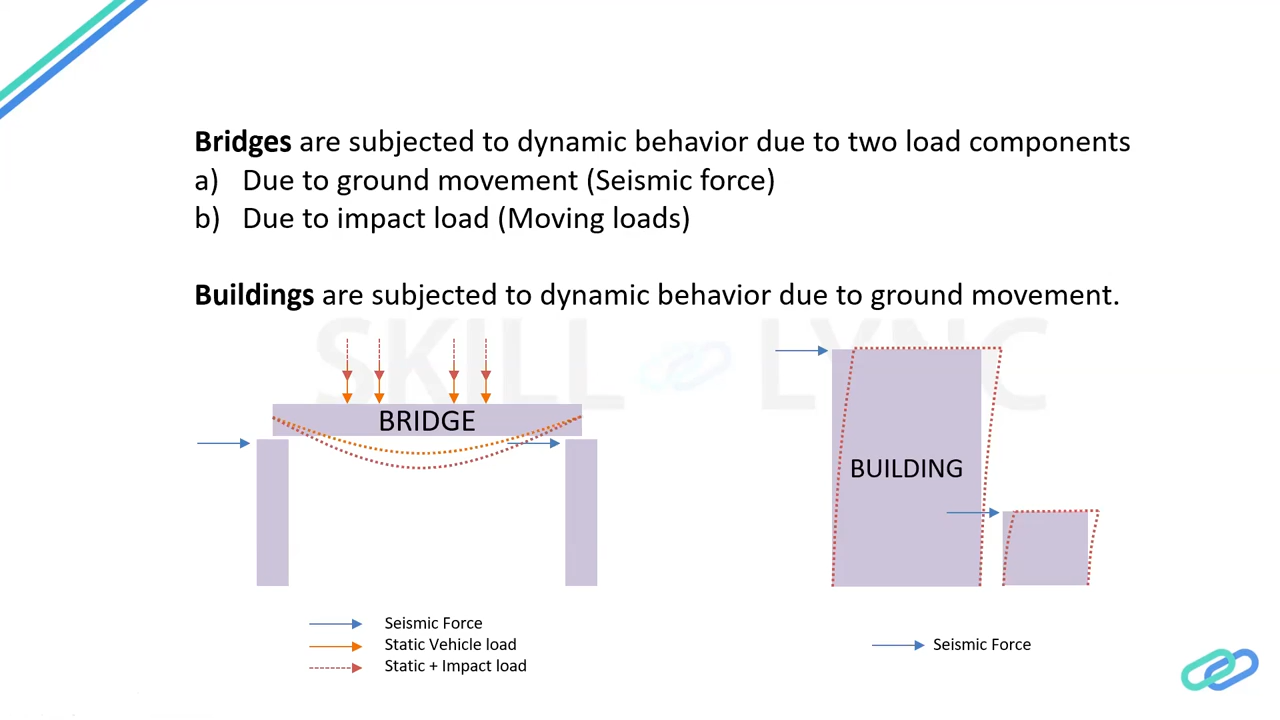 Bridges are subjected to dynamic behavior due to two load components
a) Due to ground movement (Seismic force)
b) Due to impact load (Moving loads)
Buildings are subjected to dynamic behavior due to ground movement.
SKILL LYNC
BRIDGE
BUILDING
Seismic Force
Static Vehicle load
Static + Impact load
Seismic Force